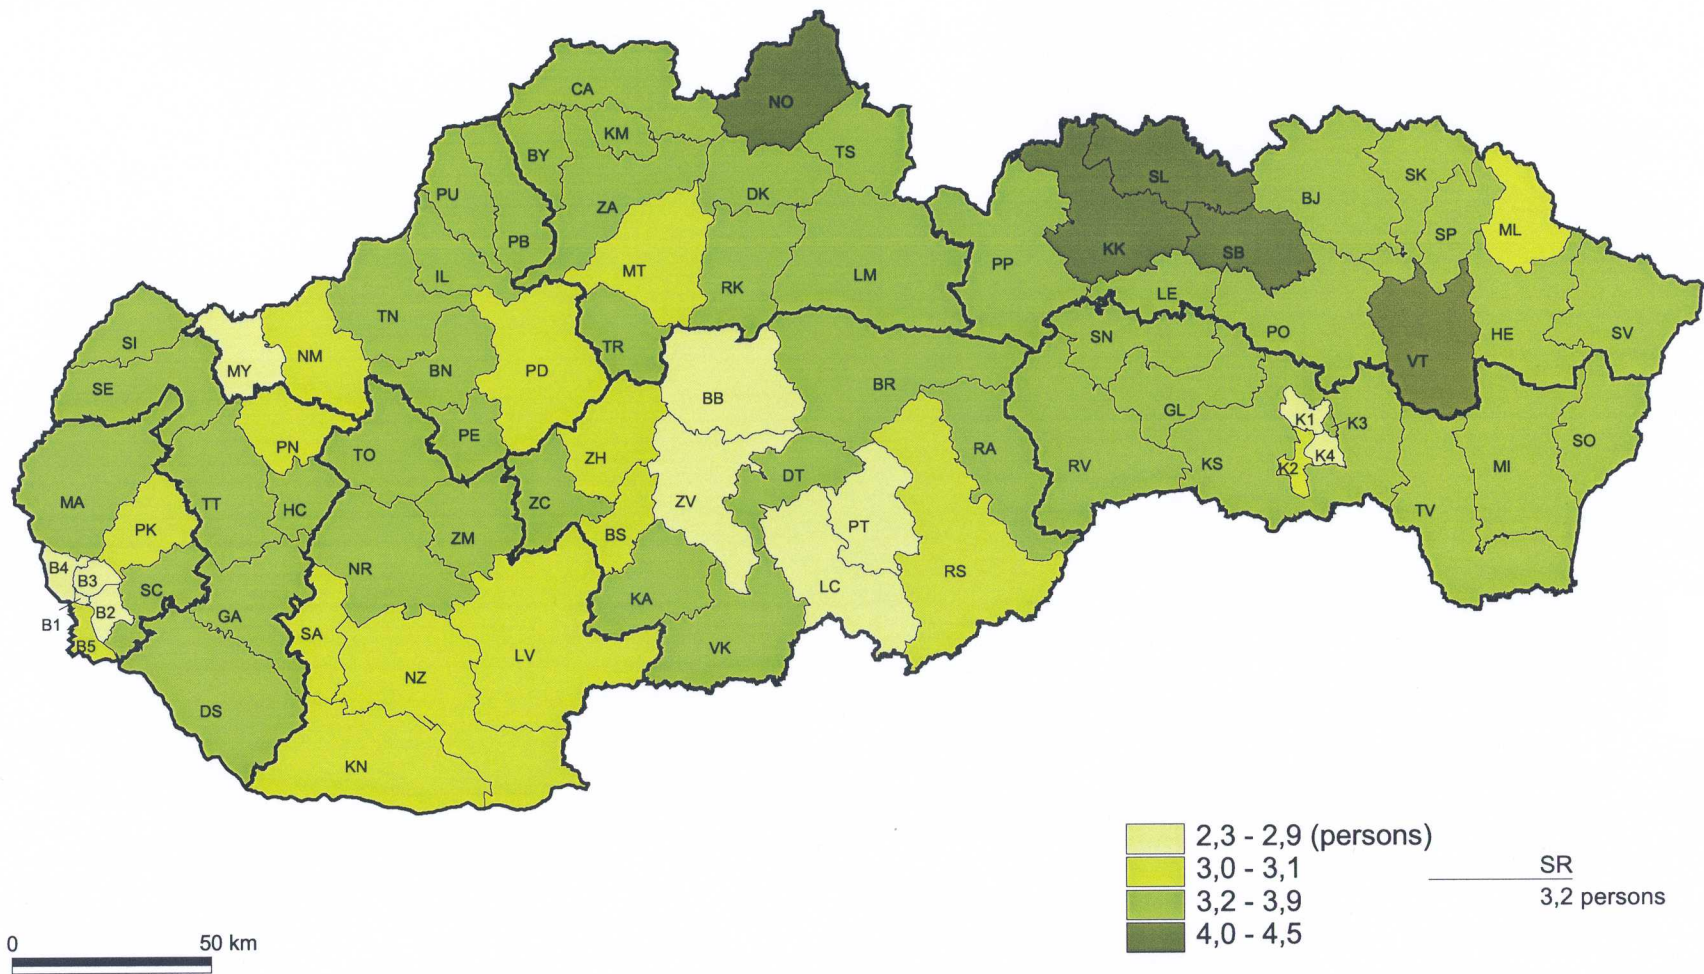 CA
NO
KM
BY
TS
SL
SK
BJ
PU
DK
ZA
SP
ML
PB
KK
SB
PP
IL
MT
RK
LM
LE
TN
SI
NM
TR
SN
PO
HE
SV
MY
BN
PD
BR
VT
SE
BB
GL
K1
K3
PN
PE
TO
ZH
RA
RV
KS
K2
K4
MI
SO
MA
TT
HC
ZC
ZV
DT
TV
PK
ZM
BS
PT
B4
B3
NR
SC
KA
LC
RS
B1
B2
GA
SA
B5
LV
VK
NZ
DS
KN
2,3 - 2,9 (persons)
3,0 - 3,1
3,2 - 3,9
4,0 - 4,5
SR
3,2 persons
0 50 km